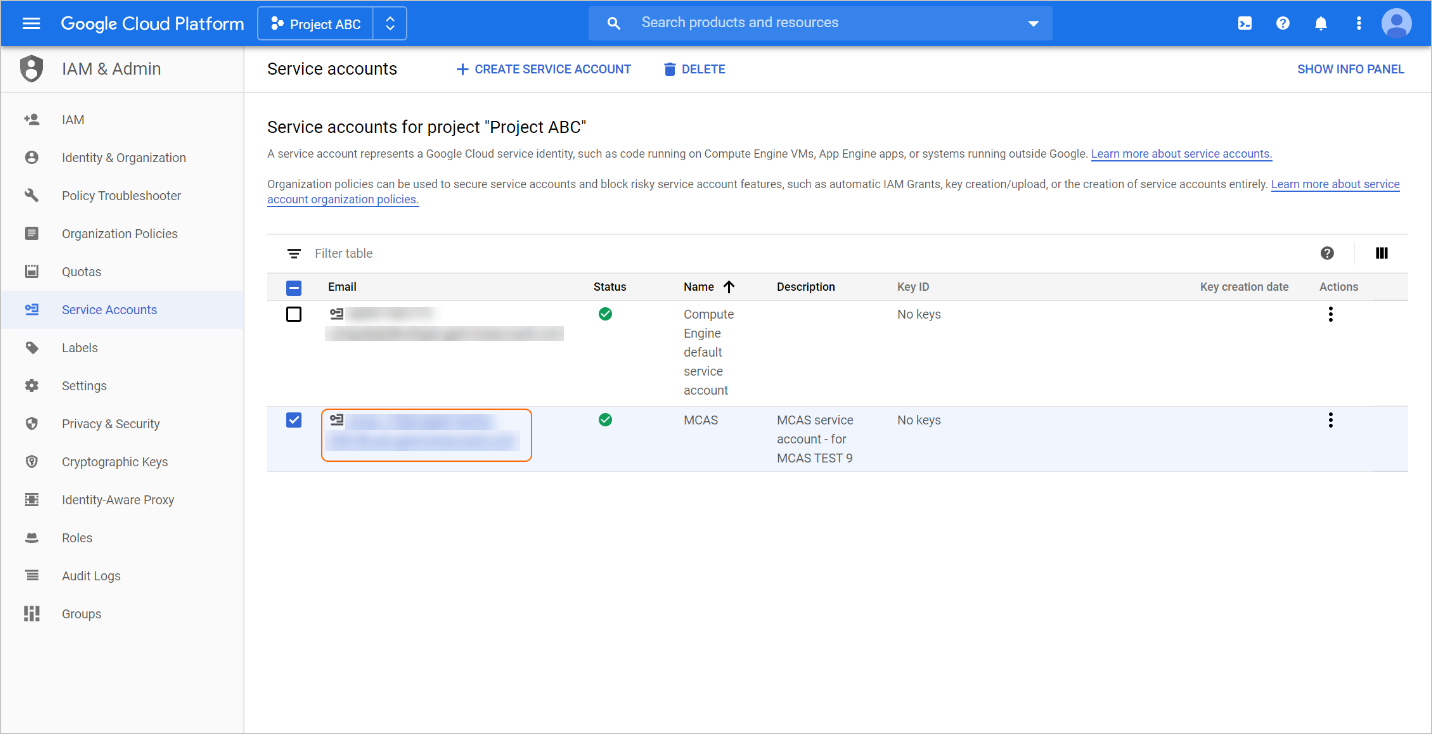 Google Cloud Platform
Project ABC
Search products and resources
IAM & Admin
Service accounts
CREATE SERVICE ACCOUNT
DELETE
SHOW INFO PANEL
IAM
Identity & Organization
Policy Troubleshooter
Organization Policies
Quotas
Service Accounts
Labels
Settings
Privacy & Security
Cryptographic Keys
Identity-Aware Proxy
Roles
Audit Logs
Groups
Service accounts for project "Project ABC"
A service account represents a Google Cloud service identity, such as code running on Compute Engine VMs, App Engine apps, or systems running outside Google. Learn more about service accounts.
Organization policies can be used to secure service accounts and block risky service account features, such as automatic IAM Grants, key creation/upload, or the creation of service accounts entirely. Learn more about service
account organization policies.
Filter table
Email Status Name Description Key ID Key creation date Actions
Compute No keys
Engine
default
service
account
MCAS MCAS service No keys
account - for
MCAS TEST 9